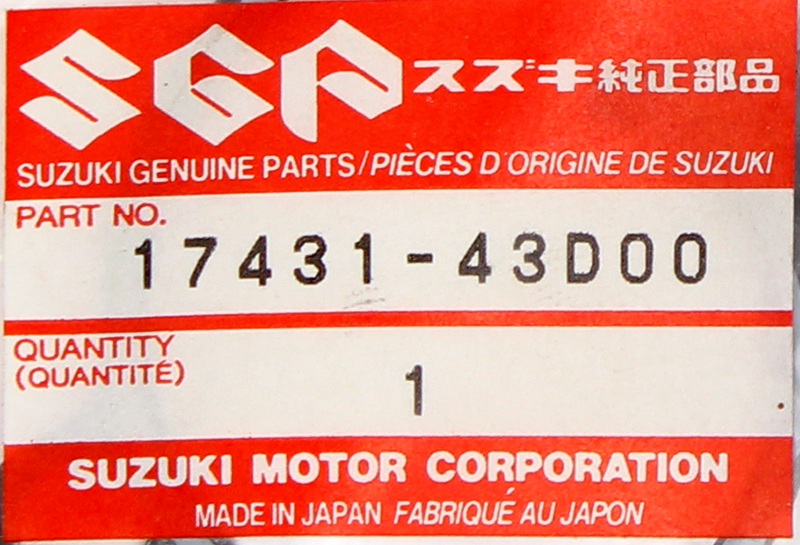 SGP スズキ純正部品
SUZUKI GENUINE PARTS/PIÈCES D'ORIGINE DE SUZUKI
PART NO.
17431-43D00
QUANTITY
(QUANTITÉ)
1
SUZUKI MOTOR CORPORATION
MADE IN JAPAN FABRIQUÉ AU JAPON